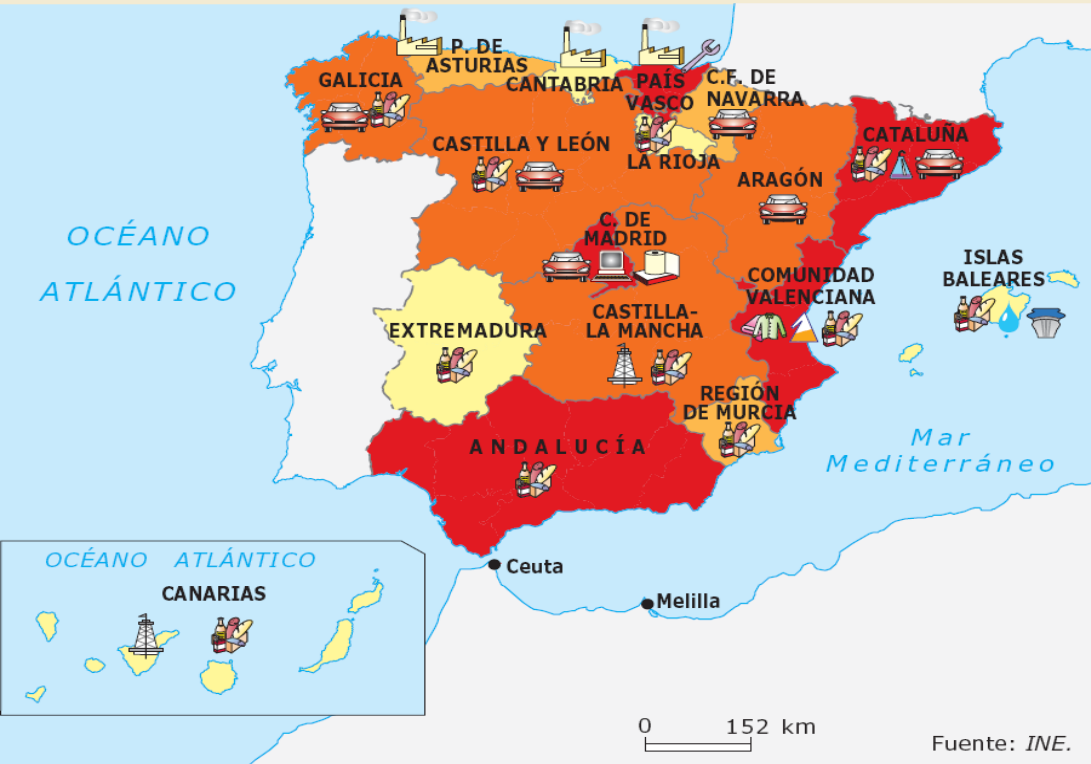 P. DE
ASTURIAS
CANTABRIA
PAÍS
VASCO
C.F. DE
NAVARRA
GALICIA
CASTILLA Y LEÓN
LA RIOJA
CATALUÑA
ARAGÓN
C. DE
MADRID
OCÉANO
ATLÁNTICO
COMUNIDAD
VALENCIANA
ISLAS
BALEARES
EXTREMADURA
CASTILLA-
LA MANCHA
REGIÓN
DE MURCIA
ANDALUCÍA
Mar
Mediterráneo
OCÉANO ATLÁNTICO
CANARIAS
Ceuta
Melilla
0 152 km
Fuente: INE.